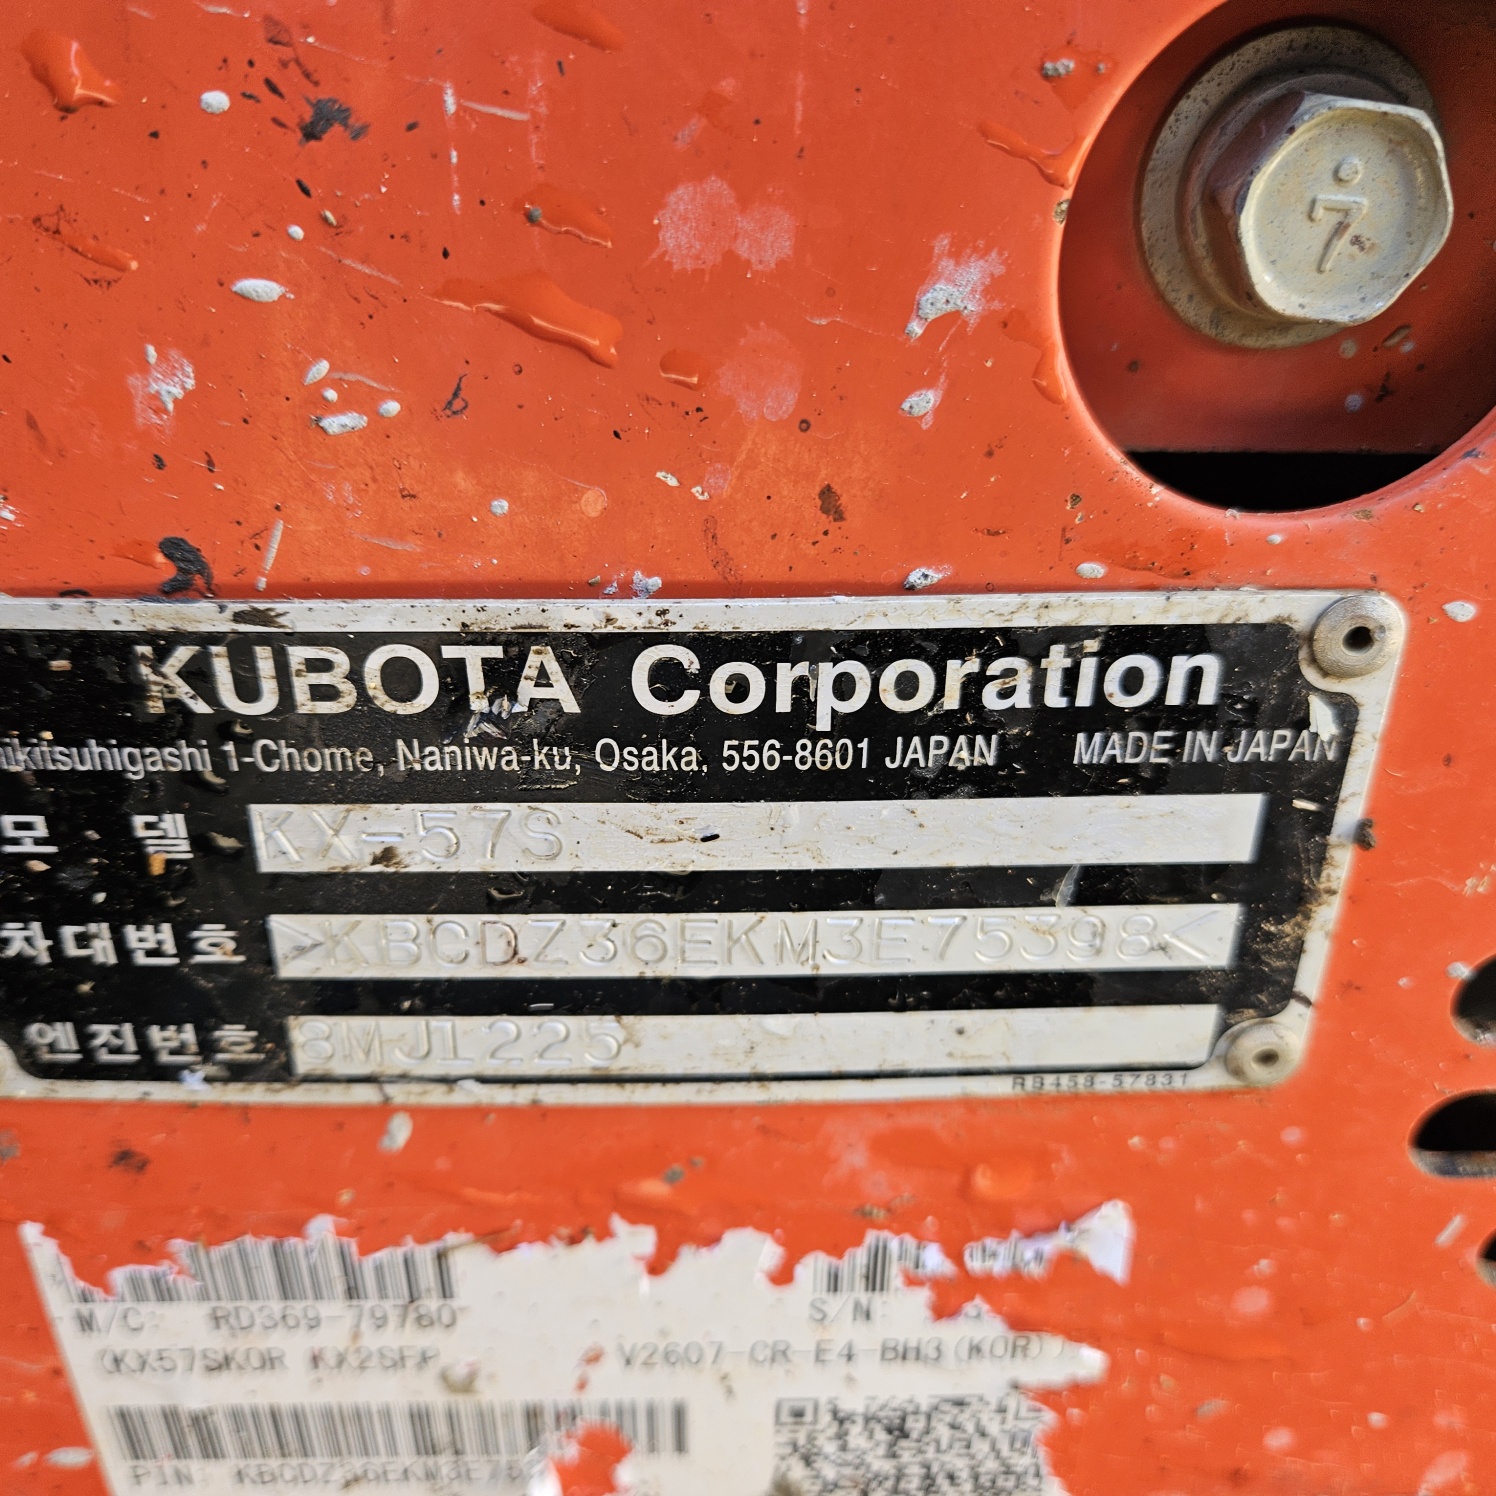 7
KUBOTA Corporation
ikitsuhigashi 1-Chome, Naniwa-ku, Osaka, 556-8601 JAPAN MADE IN JAPAN
모 델 KX-57S
차대번호 >KBCDZ36EKM3E75398<
엔진번호 8MJ1225
RB459-57831
M/C: RD369-79780 S/N:
(KX57SKOR KX2SFP V2607-CR-E4-BH3(KOR))
PIN: KBCDZ36EKM3E75